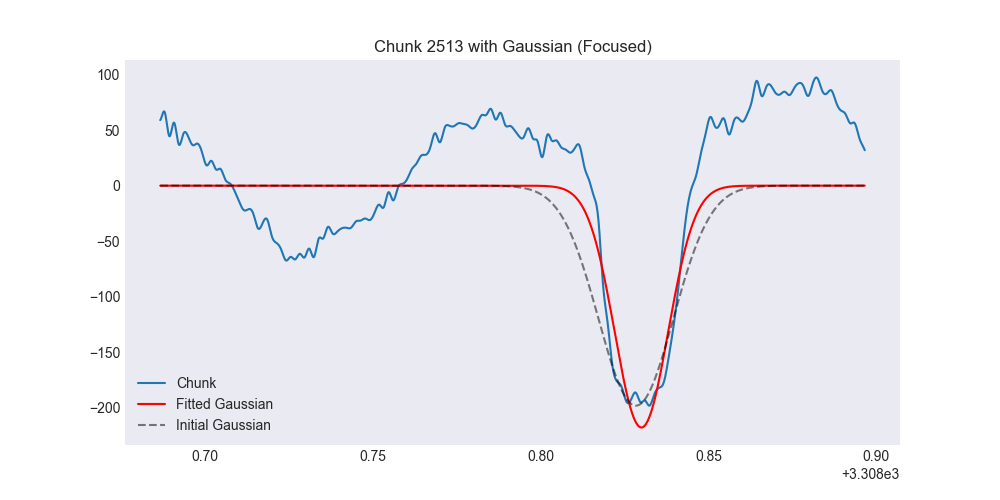 Chunk 2513 with Gaussian (Focused)
100
50
0
−50
−100
−150
−200
Chunk
Fitted Gaussian
Initial Gaussian
0.70 0.75 0.80 0.85 0.90
+3.308e3